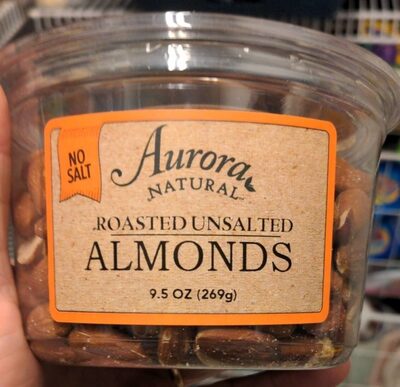 NO
SALT
Aurora
NATURAL
ROASTED UNSALTED
ALMONDS
9.5 OZ (269g)